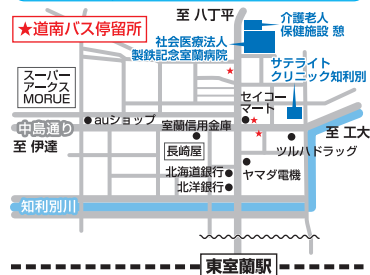 至 八丁平
介護老人
保健施設 憩
★道南バス停留所
社会医療法人
製鉄記念室蘭病院
サテライト
クリニック知利別
スーパー
アークス
MORUE
セイコー
マート
auショップ
室蘭信用金庫
中島通り
至 工大
至 伊達
長崎屋
ツルハドラッグ
北海道銀行
ヤマダ電機
北洋銀行
知利別川
東室蘭駅